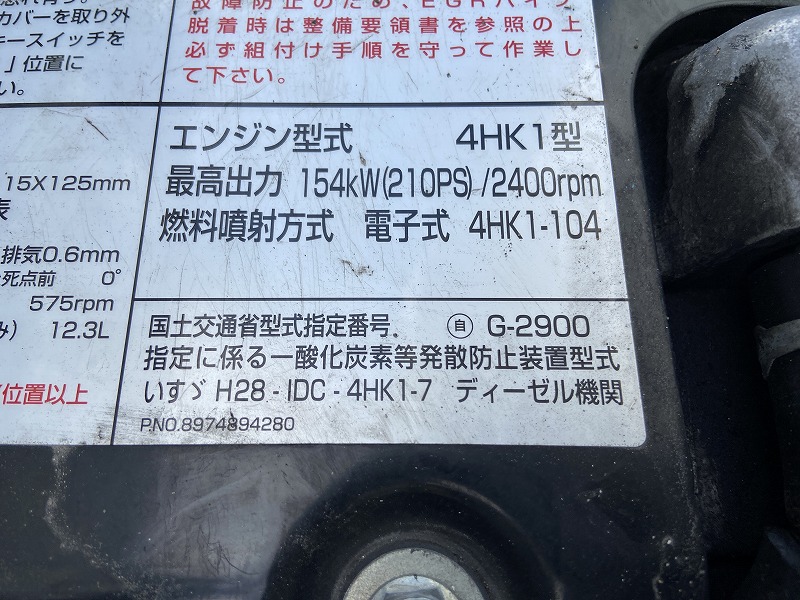 カバーを取り外
キースイッチを
」位置に
い。
故障防止のため、EGRパイプ
脱着時は整備要領書を参照の上
必ず組付け手順を守って作業し
て下さい。
15X125mm
表
排気0.6mm
死点前 0°
575rpm
み) 12.3L
位置以上
エンジン型式 4HK1型
最高出力 154kW(210PS)/2400rpm
燃料噴射方式 電子式 4HK1-104
国土交通省型式指定番号. ㊀自 G-2900
指定に係る一酸化炭素等発散防止装置型式
いすゞ H28 - IDC - 4HK1-7 ディーゼル機関
P.NO.8974894280